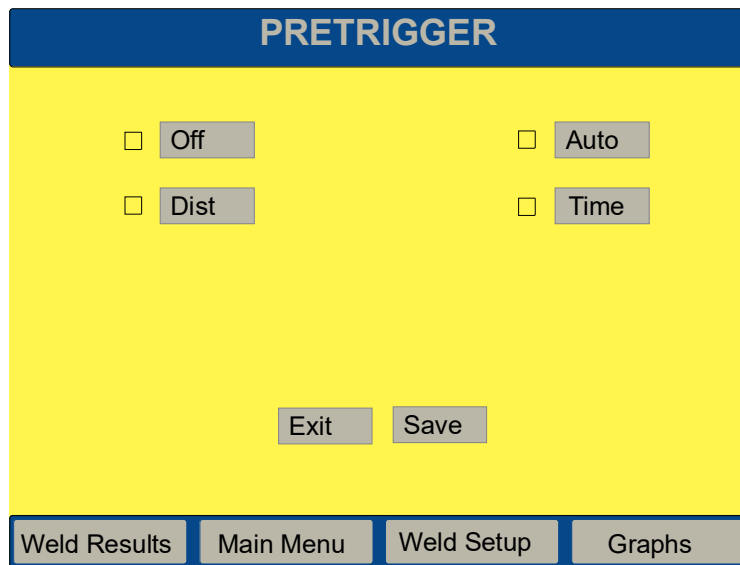 PRETRIGGER
Off Auto
Dist Time
Exit Save
Weld Results Main Menu Weld Setup Graphs